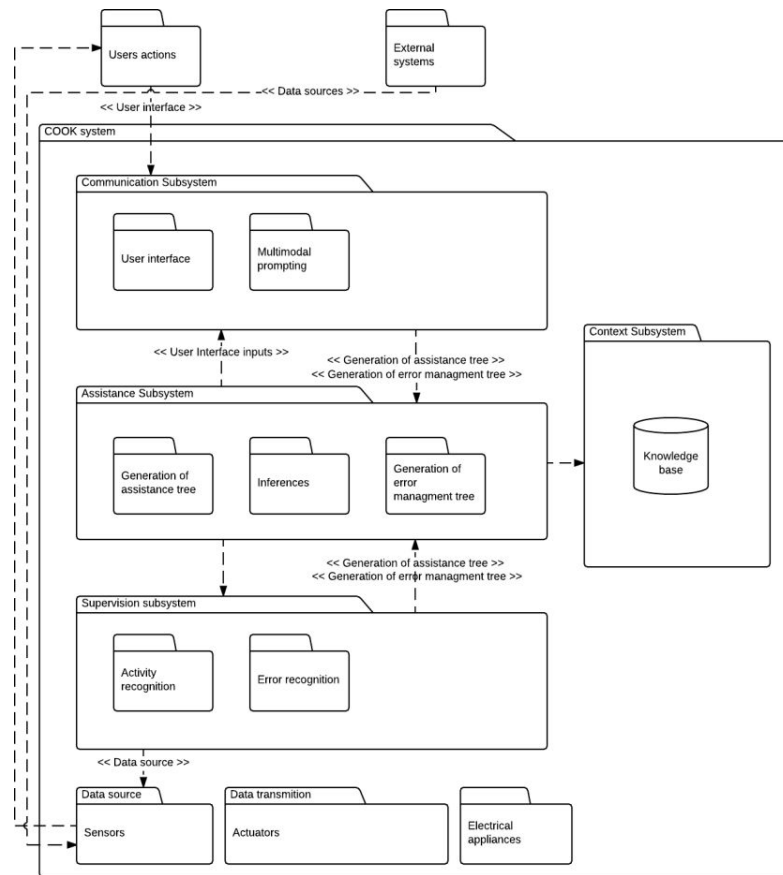 Users actions
External
systems
<< Data sources >>
<< User interface >>
COOK system
Communication Subsystem
User interface
Multimodal
prompting
<< User Interface inputs >>
<< Generation of assistance tree >>
<< Generation of error managment tree >>
Context Subsystem
Knowledge
base
Assistance Subsystem
Generation of
assistance tree
Inferences
Generation of
error
managment tree
<< Generation of assistance tree >>
<< Generation of error managment tree >>
Supervision subsystem
Activity
recognition
Error recognition
<< Data source >>
Data source
Sensors
Data transmition
Actuators
Electrical
appliances